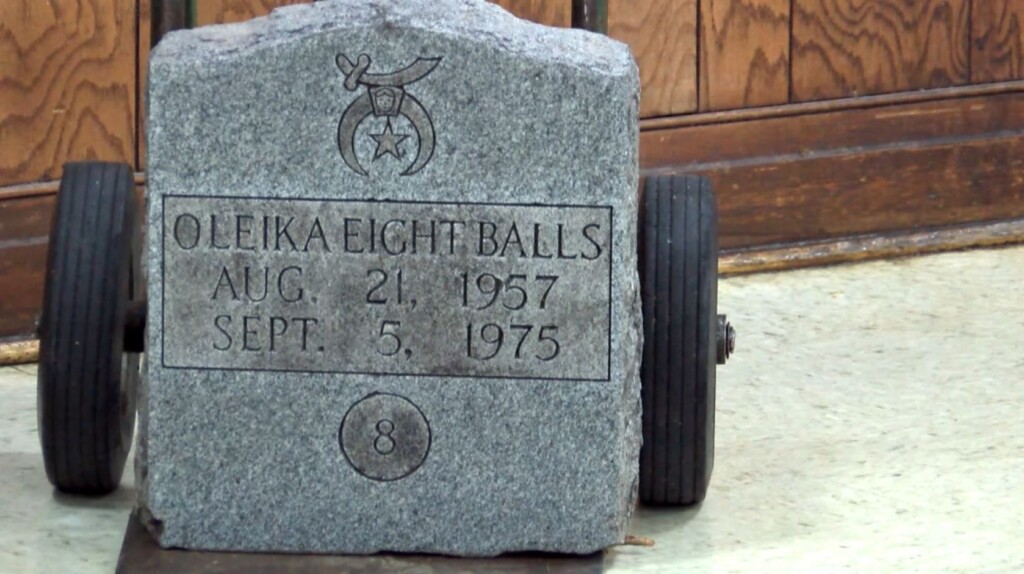 OLEIKA EIGHT BALLS
AUG. 21, 1957
SEPT. 5, 1975
8